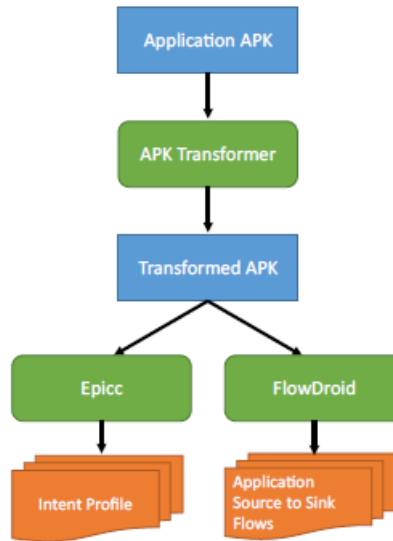 Application APK
APK Transformer
Transformed APK
Epicc
FlowDroid
Intent Profile
Application
Source to Sink
Flows